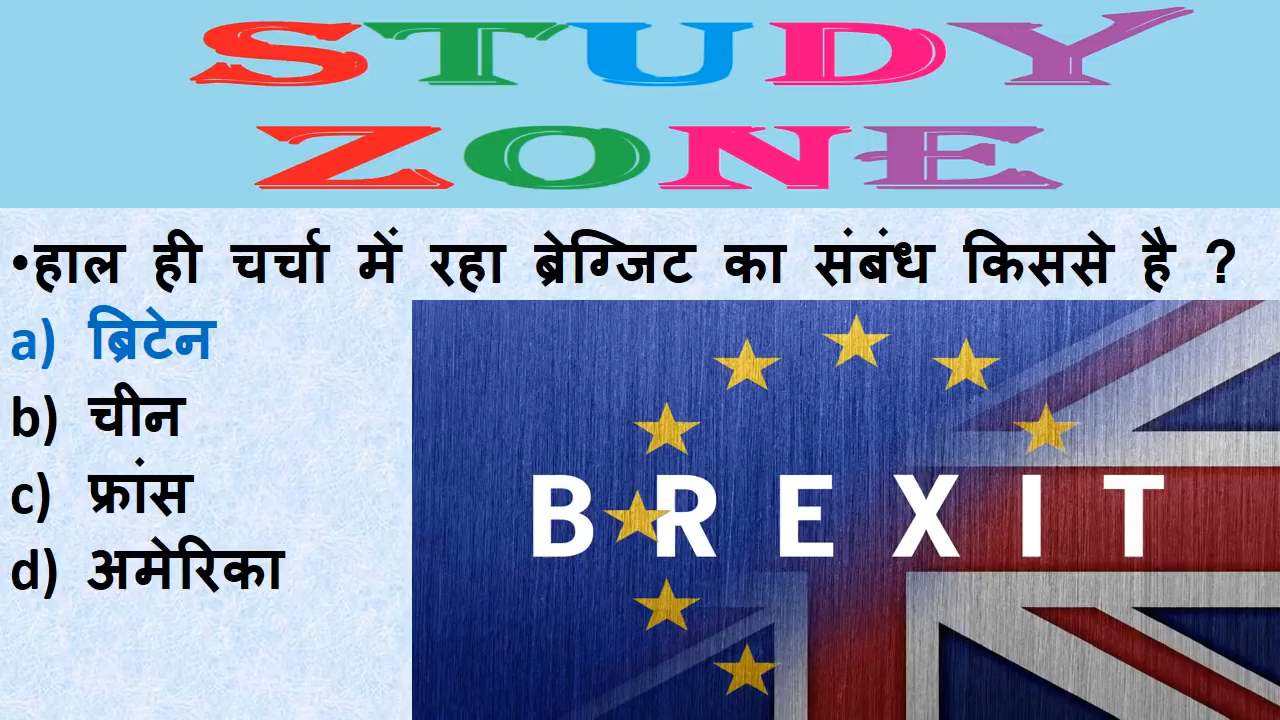 STUDY
ZONE
•हाल ही चर्चा में रहा ब्रेग्जिट का संबंध किससे है ?
a) ब्रिटेन
b) चीन
c) फ्रांस
d) अमेरिका
BREXIT